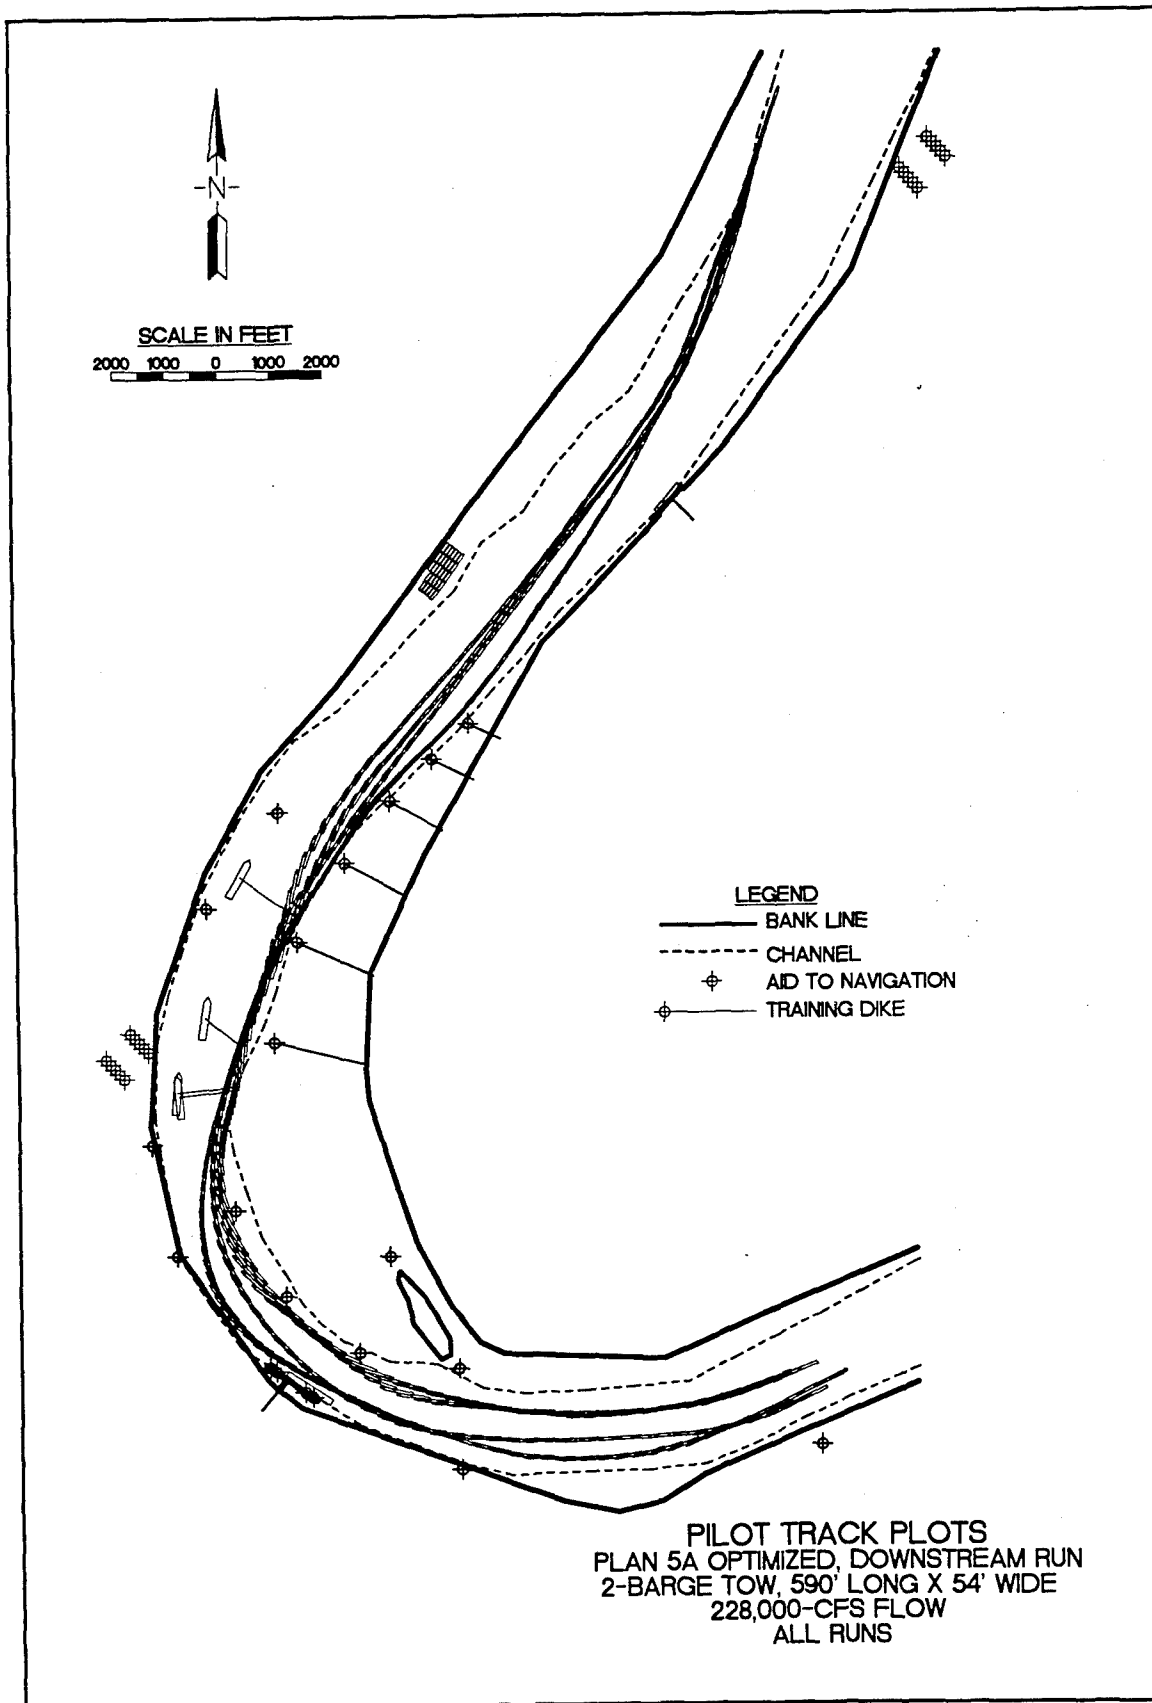 -N-
SCALE IN FEET
2000 1000 0 1000 2000
LEGEND
BANK LINE
CHANNEL
AID TO NAVIGATION
TRAINING DIKE
PILOT TRACK PLOTS
PLAN 5A OPTIMIZED, DOWNSTREAM RUN
2-BARGE TOW, 590' LONG X 54' WIDE
228,000-CFS FLOW
ALL RUNS